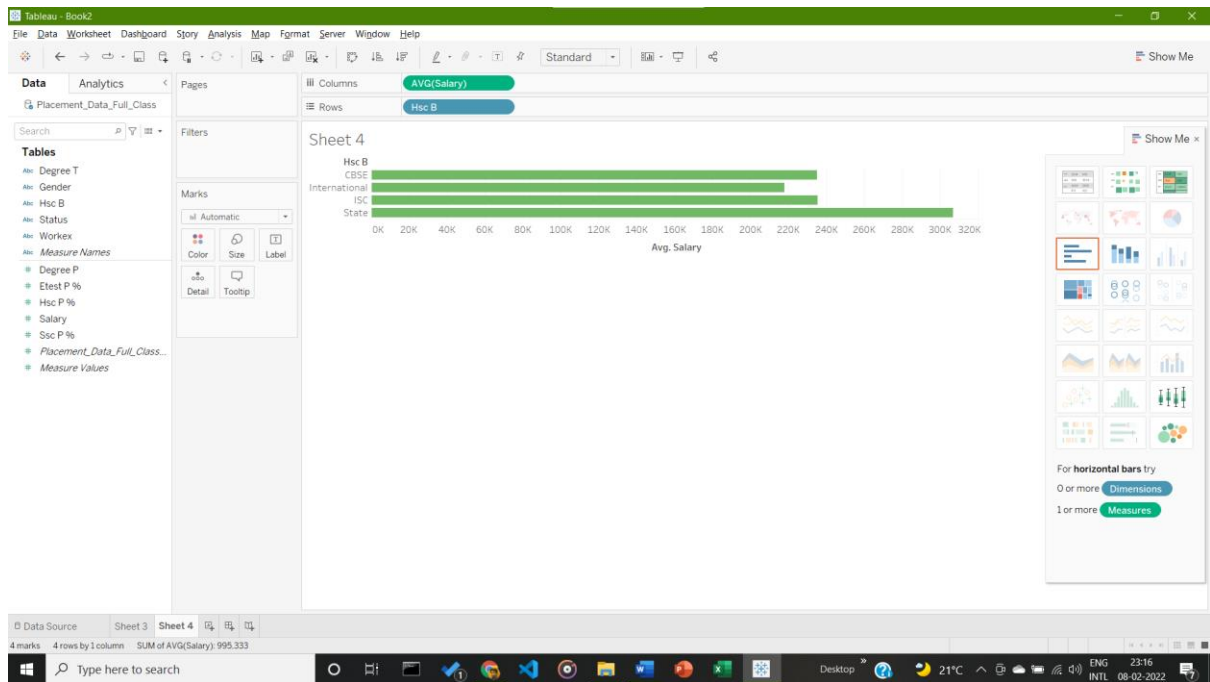 Tableau - Book2
File Data Worksheet Dashboard Story Analysis Map Format Server Window Help
Standard
Show Me
Data Analytics
Placement_Data_Full_Class
Search
Tables
Abc Degree T
Abc Gender
Abc Hsc B
Abc Status
Abc Workex
Abc Measure Names
# Degree P
# Etest P %
# Hsc P %
# Salary
# Ssc P %
# Placement_Data_Full_Class...
# Measure Values
Pages
Filters
Marks
Automatic
Color Size Label
Detail Tooltip
Columns AVG(Salary)
Rows Hsc B
Sheet 4
Hsc B
CBSE
International
ISC
State
0K 20K 40K 60K 80K 100K 120K 140K 160K 180K 200K 220K 240K 260K 280K 300K 320K
Avg. Salary
Show Me ×
For horizontal bars try
0 or more Dimensions
1 or more Measures
Data Source Sheet 3 Sheet 4
4 marks 4 rows by 1 column SUM of AVG(Salary): 995.333
Type here to search
Desktop » 21°C ENG 23:16
INTL 08-02-2022